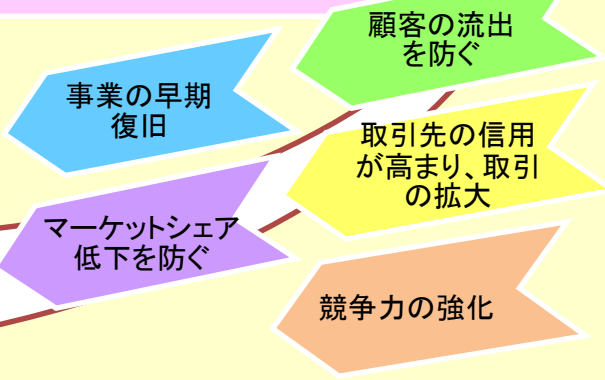 顧客の流出
を防ぐ
事業の早期
復旧
取引先の信用
が高まり、取引
の拡大
マーケットシェア
低下を防ぐ
競争力の強化